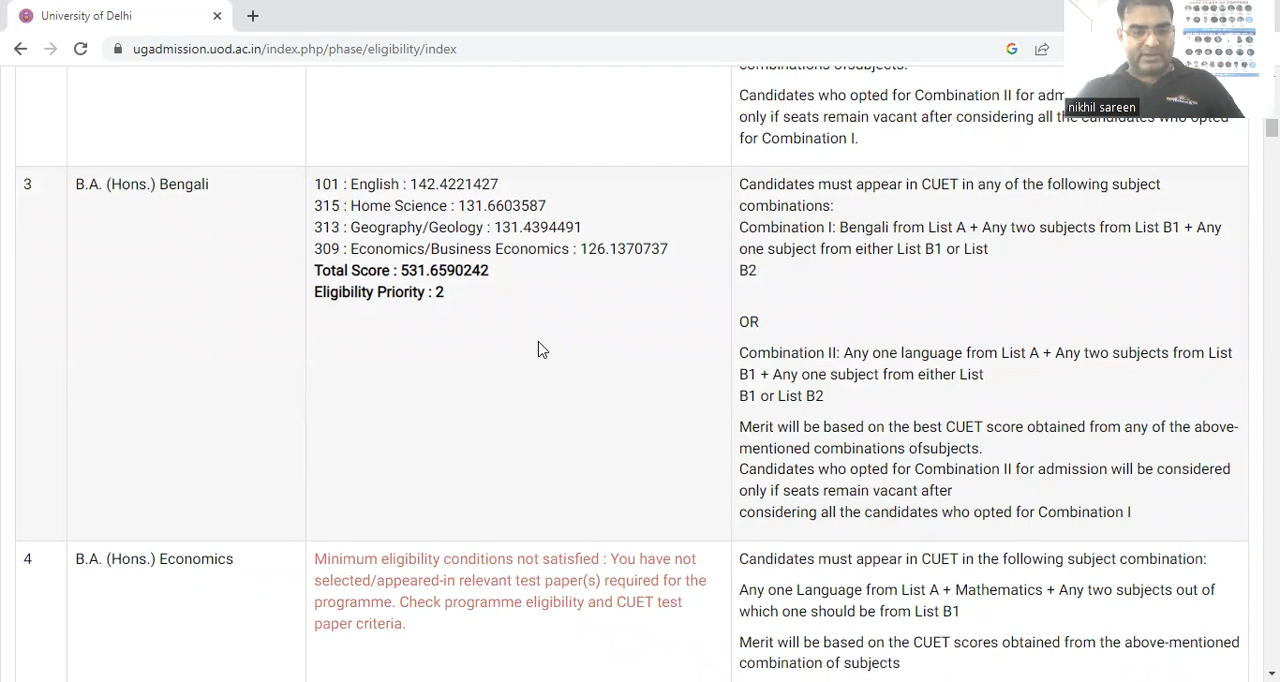 University of Delhi
ugadmission.uod.ac.in/index.php/phase/eligibility/index
nikhil sareen
combinations ofsubjects.
Candidates who opted for Combination II for adm
only if seats remain vacant after considering all the candidates who opted
for Combination I.
3
B.A. (Hons.) Bengali
101 : English : 142.4221427
315 : Home Science : 131.6603587
313 : Geography/Geology : 131.4394491
309 : Economics/Business Economics : 126.1370737
Total Score : 531.6590242
Eligibility Priority : 2
Candidates must appear in CUET in any of the following subject
combinations:
Combination I: Bengali from List A + Any two subjects from List B1 + Any
one subject from either List B1 or List
B2
OR
Combination II: Any one language from List A + Any two subjects from List
B1 + Any one subject from either List
B1 or List B2
Merit will be based on the best CUET score obtained from any of the above-
mentioned combinations ofsubjects.
Candidates who opted for Combination II for admission will be considered
only if seats remain vacant after
considering all the candidates who opted for Combination I
4
B.A. (Hons.) Economics
Minimum eligibility conditions not satisfied : You have not
selected/appeared-in relevant test paper(s) required for the
programme. Check programme eligibility and CUET test
paper criteria.
Candidates must appear in CUET in the following subject combination:
Any one Language from List A + Mathematics + Any two subjects out of
which one should be from List B1
Merit will be based on the CUET scores obtained from the above-mentioned
combination of subjects